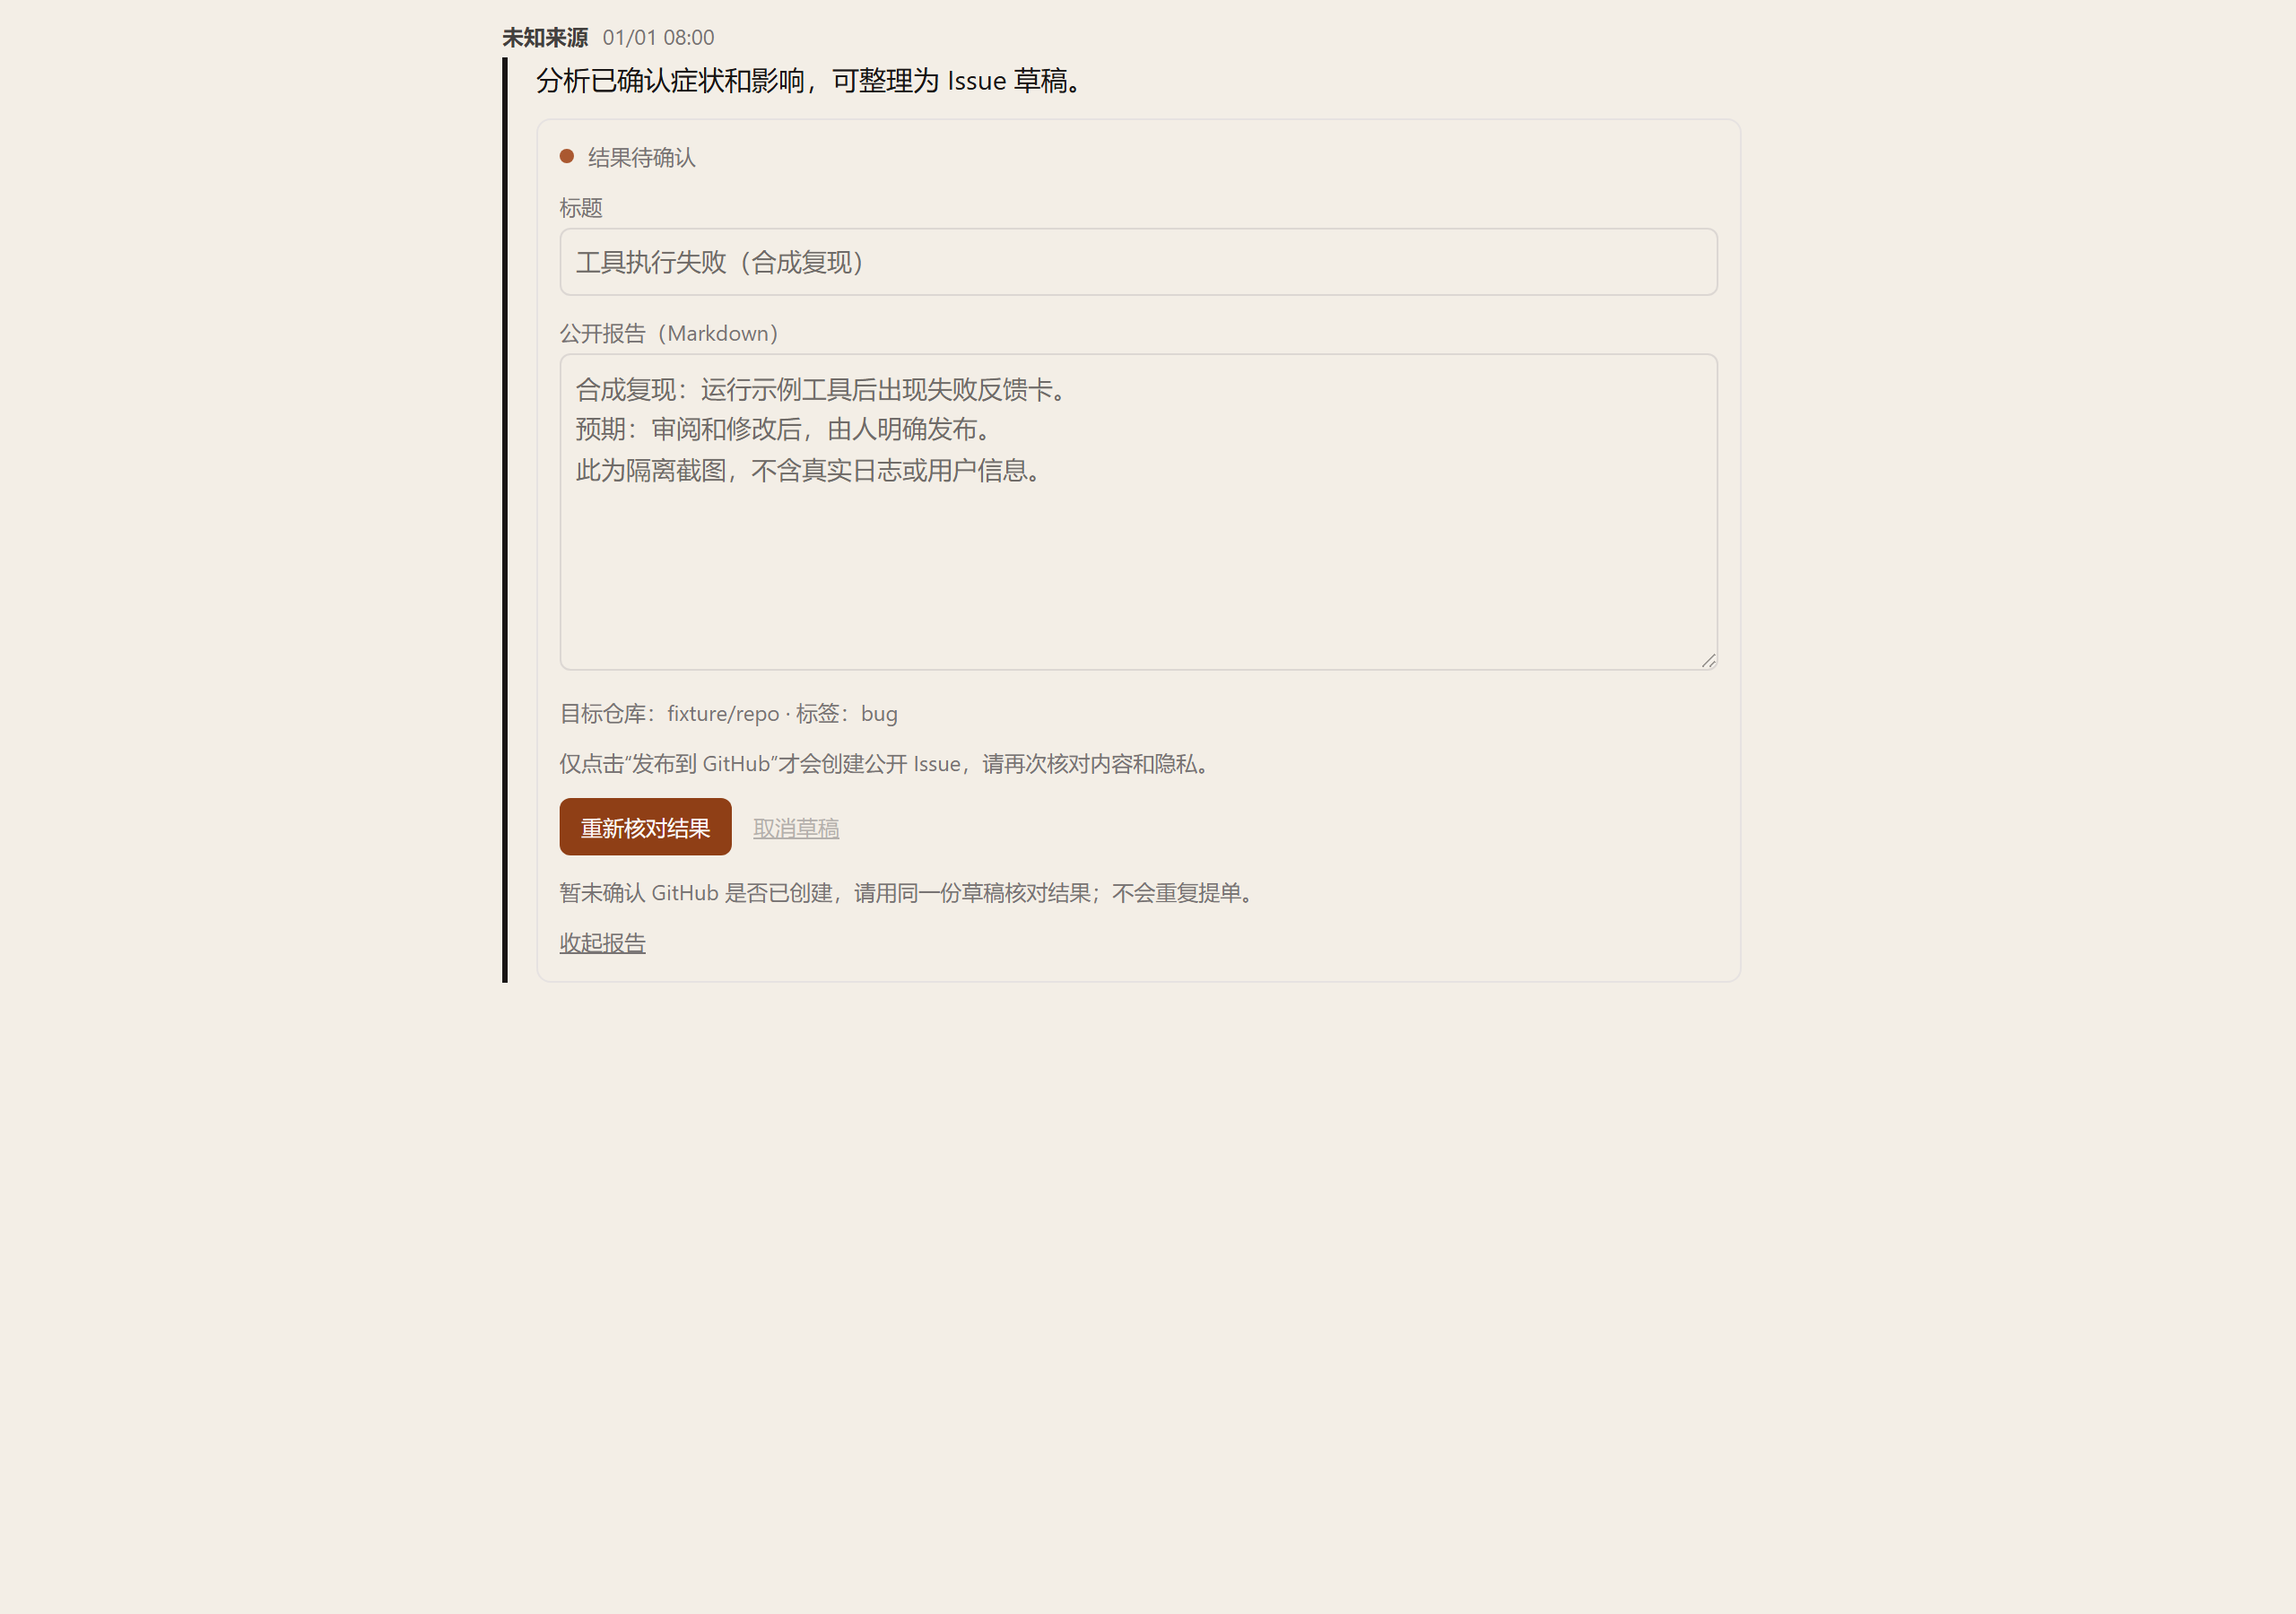 未知来源 01/01 08:00
分析已确认症状和影响，可整理为 Issue 草稿。
结果待确认
标题
工具执行失败（合成复现）
公开报告（Markdown）
合成复现：运行示例工具后出现失败反馈卡。
预期：审阅和修改后，由人明确发布。
此为隔离截图，不含真实日志或用户信息。
目标仓库：fixture/repo · 标签：bug
仅点击“发布到 GitHub”才会创建公开 Issue，请再次核对内容和隐私。
重新核对结果 取消草稿
暂未确认 GitHub 是否已创建，请用同一份草稿核对结果；不会重复提单。
收起报告